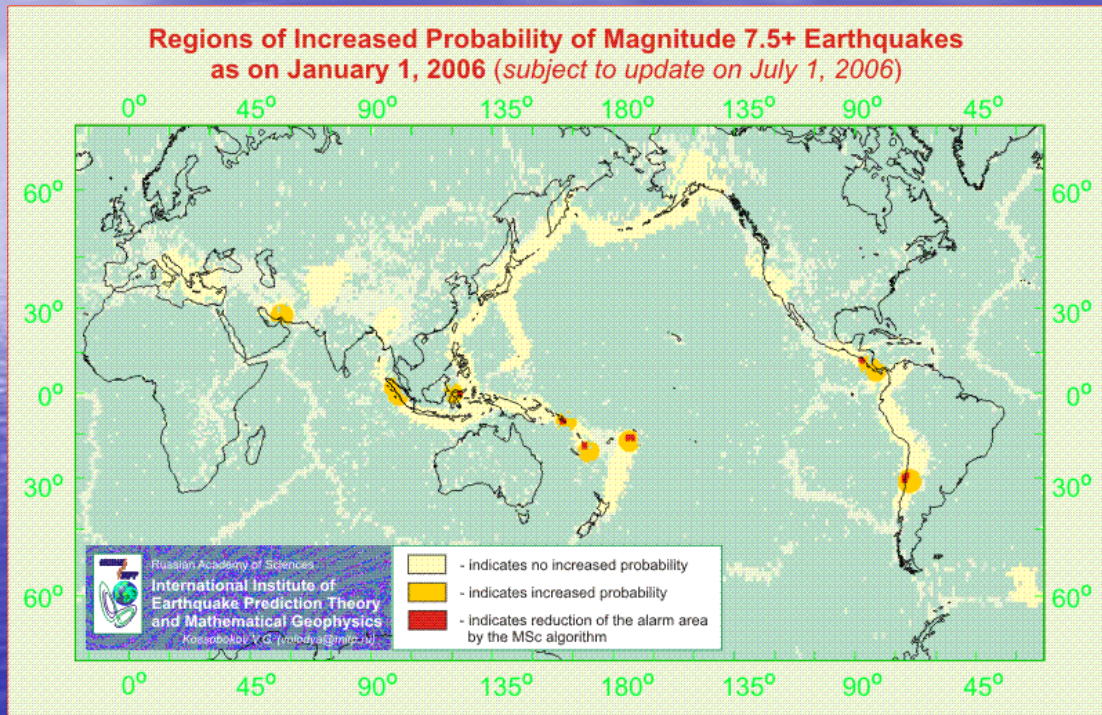 Regions of Increased Probability of Magnitude 7.5+ Earthquakes
as on January 1, 2006 (subject to update on July 1, 2006)
0° 45° 90° 135° 180° 135° 90° 45°
60° 60°
30° 30°
0° 0°
30° 30°
60° 60°
Russian Academy of Sciences
International Institute of
Earthquake Prediction Theory
and Mathematical Geophysics
Kossobokov V.G. (volodya@mitp.ru)
- indicates no increased probability
- indicates increased probability
- indicates reduction of the alarm area
by the MSc algorithm
0° 45° 90° 135° 180° 135° 90° 45°